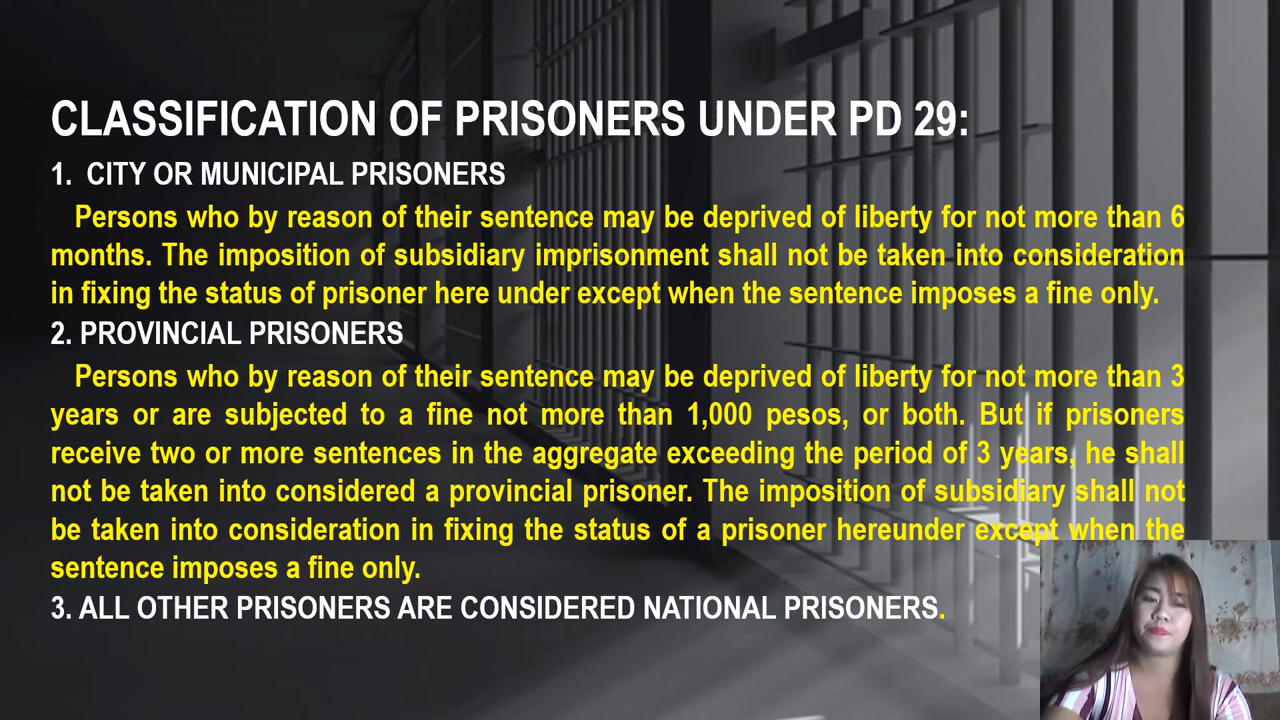 CLASSIFICATION OF PRISONERS UNDER PD 29:
1. CITY OR MUNICIPAL PRISONERS
Persons who by reason of their sentence may be deprived of liberty for not more than 6
months. The imposition of subsidiary imprisonment shall not be taken into consideration
in fixing the status of prisoner here under except when the sentence imposes a fine only.
2. PROVINCIAL PRISONERS
Persons who by reason of their sentence may be deprived of liberty for not more than 3
years or are subjected to a fine not more than 1,000 pesos, or both. But if prisoners
receive two or more sentences in the aggregate exceeding the period of 3 years, he shall
not be taken into considered a provincial prisoner. The imposition of subsidiary shall not
be taken into consideration in fixing the status of a prisoner hereunder except when the
sentence imposes a fine only.
3. ALL OTHER PRISONERS ARE CONSIDERED NATIONAL PRISONERS.